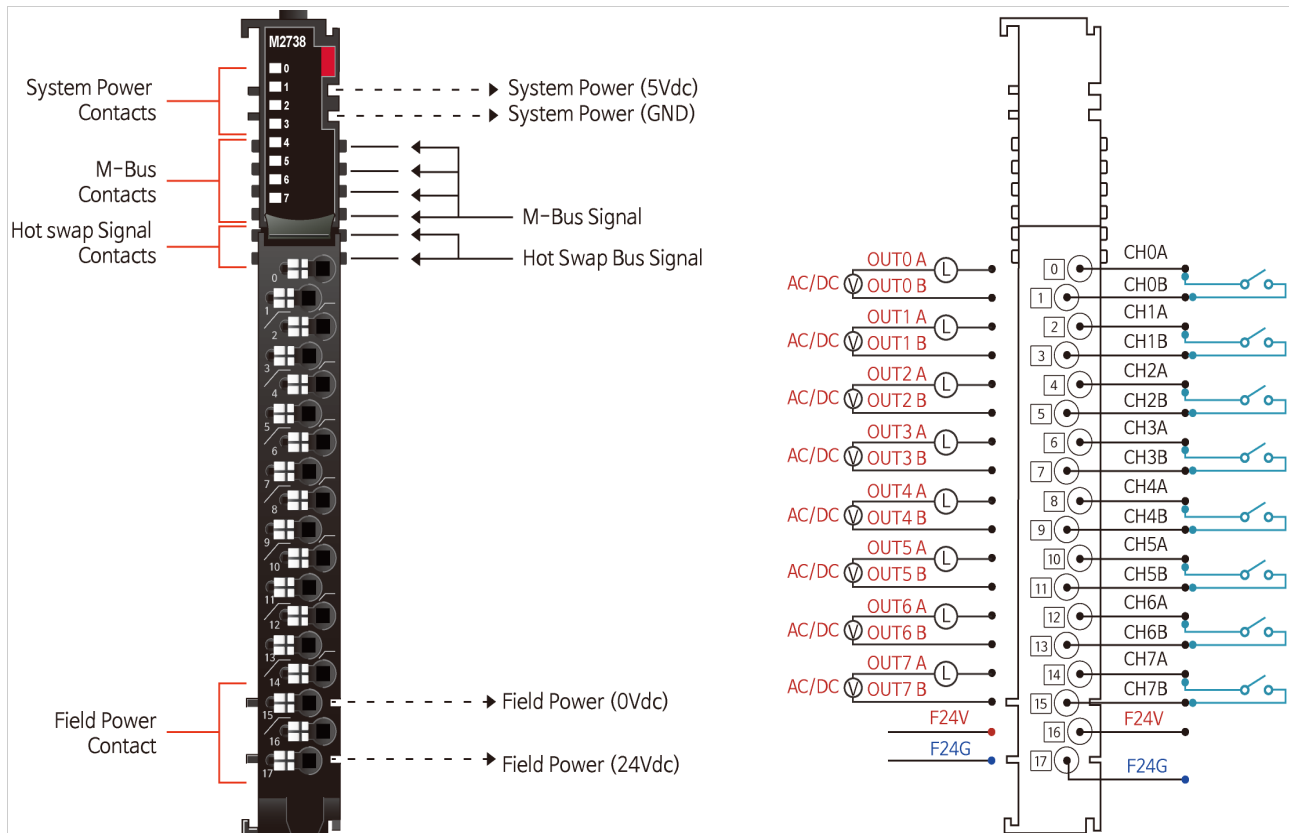 M2738
0
1
2
3
4
5
6
7
System Power
Contacts
M-Bus
Contacts
Hot swap Signal
Contacts
System Power (5Vdc)
System Power (GND)
M-Bus Signal
Hot Swap Bus Signal
0
1
2
3
4
5
6
7
8
9
10
11
12
13
14
15
16
17
Field Power
Contact
Field Power (0Vdc)
Field Power (24Vdc)
AC/DC V OUT0 A L
OUT0 B
AC/DC V OUT1 A L
OUT1 B
AC/DC V OUT2 A L
OUT2 B
AC/DC V OUT3 A L
OUT3 B
AC/DC V OUT4 A L
OUT4 B
AC/DC V OUT5 A L
OUT5 B
AC/DC V OUT6 A L
OUT6 B
AC/DC V OUT7 A L
OUT7 B
F24V
F24G
0 CH0A
1 CH0B
2 CH1A
3 CH1B
4 CH2A
5 CH2B
6 CH3A
7 CH3B
8 CH4A
9 CH4B
10 CH5A
11 CH5B
12 CH6A
13 CH6B
14 CH7A
15 CH7B
16 F24V
17 F24G